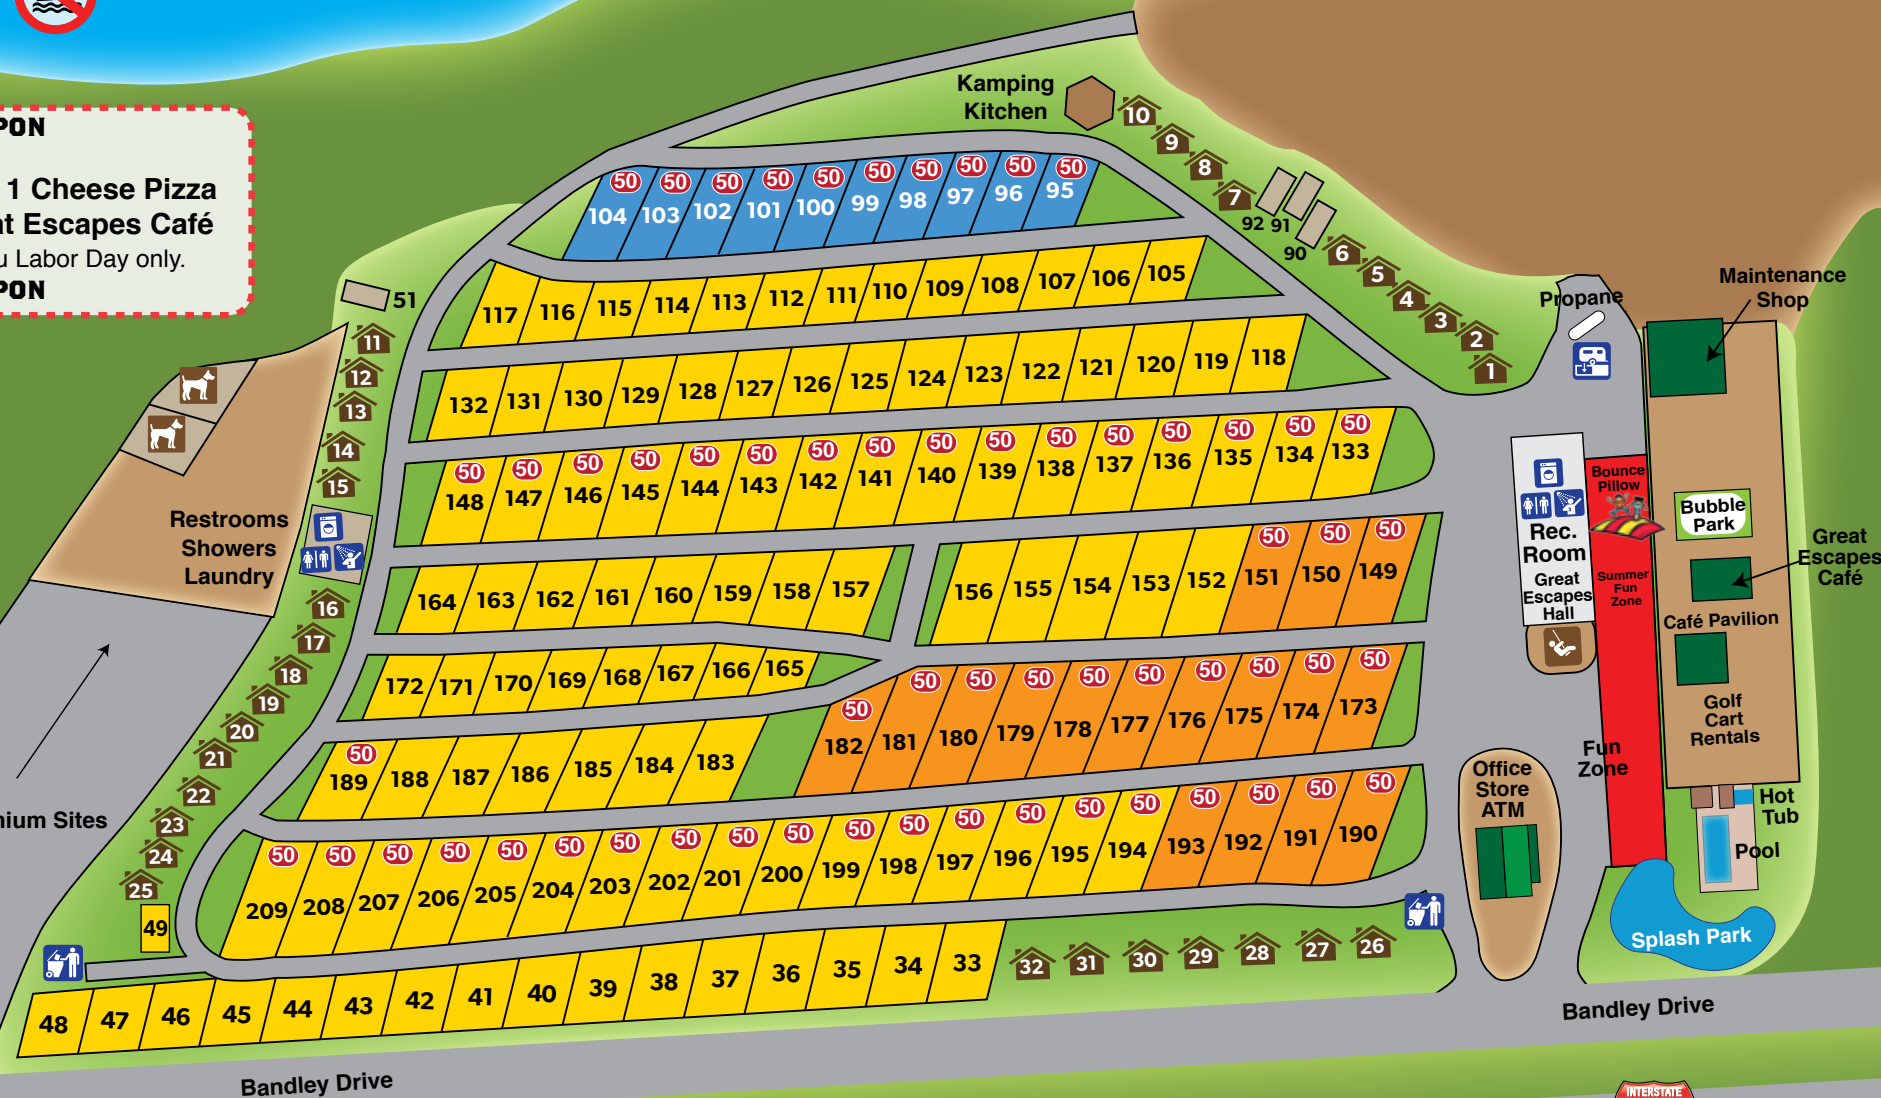 PON
1 Cheese Pizza
at Escapes Café
u Labor Day only.
PON
Kamping
Kitchen
10
9
8
7
92 91
90
6
5
4
3
2
1
50 50 50 50 50 50 50 50 50 50
104 103 102 101 100 99 98 97 96 95
117 116 115 114 113 112 111 110 109 108 107 106 105
132 131 130 129 128 127 126 125 124 123 122 121 120 119 118
50 50 50 50 50 50 50 50 50 50 50 50 50 50 50 50
148 147 146 145 144 143 142 141 140 139 138 137 136 135 134 133
50 50 50
164 163 162 161 160 159 158 157 156 155 154 153 152 151 150 149
172 171 170 169 168 167 166 165
50 50 50 50 50 50 50 50 50 50
182 181 180 179 178 177 176 175 174 173
50
189 188 187 186 185 184 183
50 50 50 50 50 50 50 50 50 50 50 50 50 50 50 50 50 50 50 50
209 208 207 206 205 204 203 202 201 200 199 198 197 196 195 194 193 192 191 190
48 47 46 45 44 43 42 41 40 39 38 37 36 35 34 33
32 31 30 29 28 27 26
51
11
12
13
14
15
Restrooms
Showers
Laundry
16
17
18
19
20
21
22
23
24
25
49
nium Sites
Propane
Maintenance
Shop
Rec.
Room
Great
Escapes
Hall
Bounce
Pillow
Summer
Fun
Zone
Bubble
Park
Great
Escapes
Café
Café Pavilion
Golf
Cart
Rentals
Fun
Zone
Office
Store
ATM
Hot
Tub
Pool
Splash Park
Bandley Drive
Bandley Drive
INTERSTATE